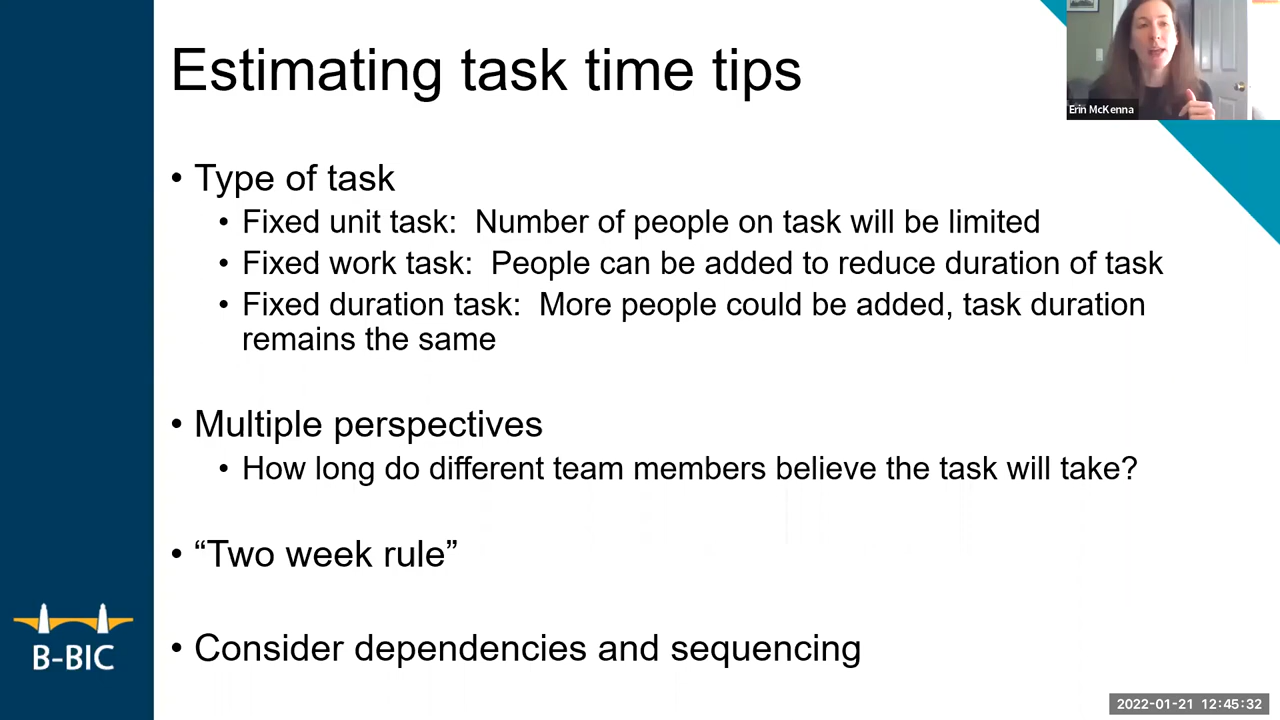 Estimating task time tips
Erin McKenna
• Type of task
• Fixed unit task:  Number of people on task will be limited
• Fixed work task:  People can be added to reduce duration of task
• Fixed duration task:  More people could be added, task duration
remains the same
• Multiple perspectives
• How long do different team members believe the task will take?
• “Two week rule”
• Consider dependencies and sequencing
B-BIC
2022-01-21 12:45:32